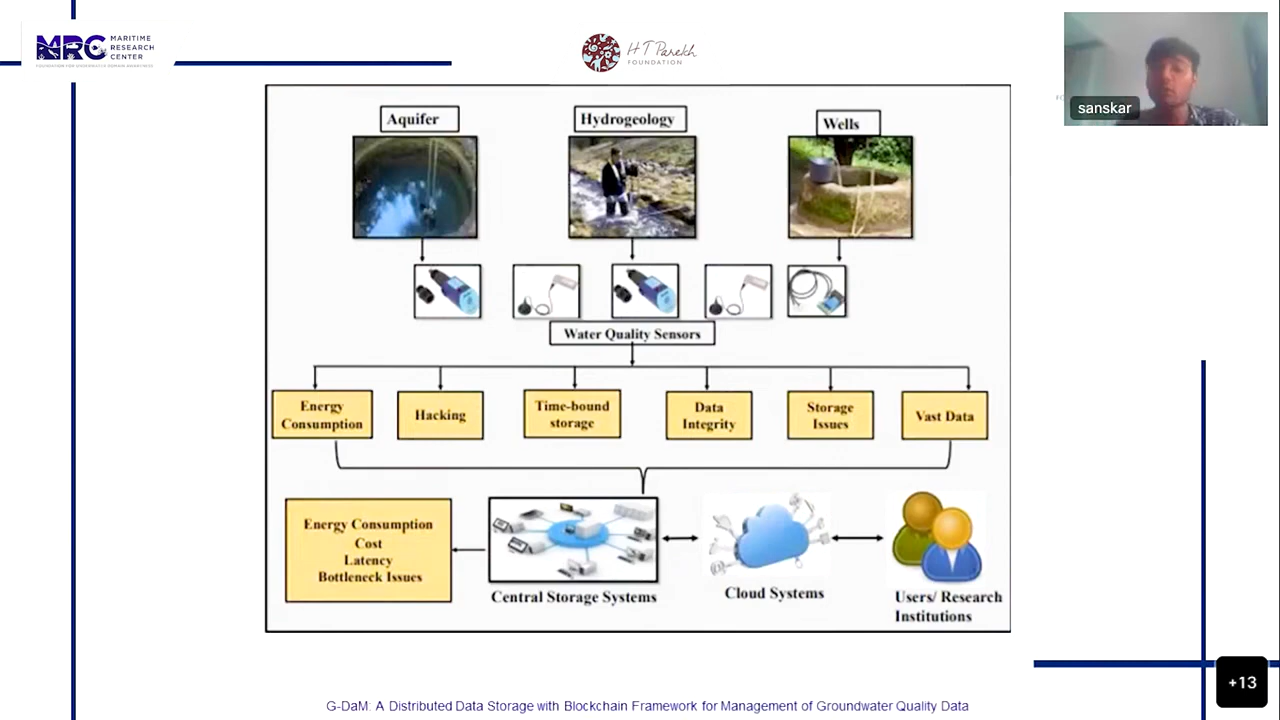 MRC
MARITIME
RESEARCH
CENTER
H T Parekh
FOUNDATION
sanskar
Aquifer
Hydrogeology
Wells
Water Quality Sensors
Energy
Consumption
Hacking
Time-bound
storage
Data
Integrity
Storage
Issues
Vast Data
Energy Consumption
Cost
Latency
Bottleneck Issues
Central Storage Systems
Cloud Systems
Users/ Research
Institutions
+13
G-DaM: A Distributed Data Storage with Blockchain Framework for Management of Groundwater Quality Data